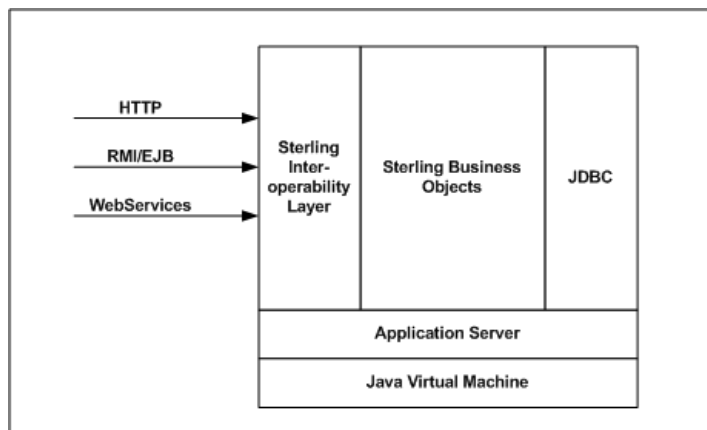 HTTP
RMI/EJB
WebServices
Sterling
Inter-
operability
Layer
Sterling Business
Objects
JDBC
Application Server
Java Virtual Machine